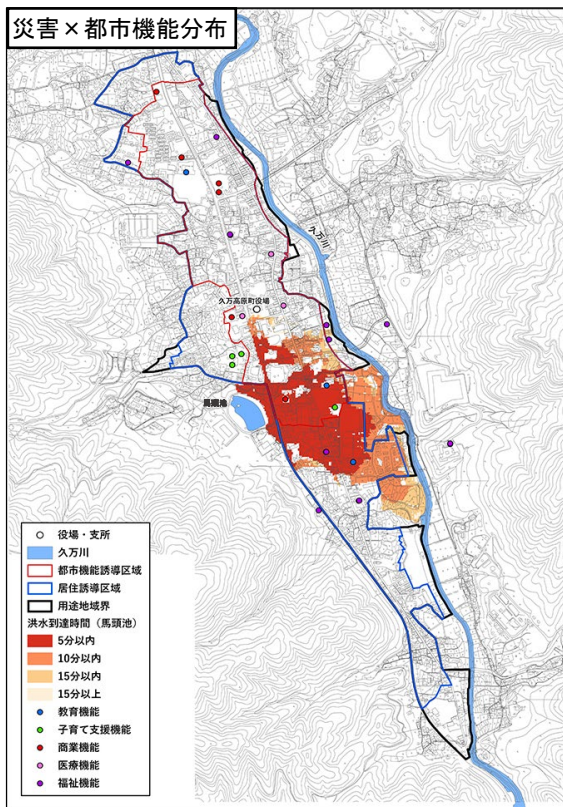 災害×都市機能分布
久万川
久万高原町役場
馬頭池
役場・支所
久万川
都市機能誘導区域
居住誘導区域
用途地域界
洪水到達時間（馬頭池）
5分以内
10分以内
15分以内
15分以上
教育機能
子育て支援機能
商業機能
医療機能
福祉機能